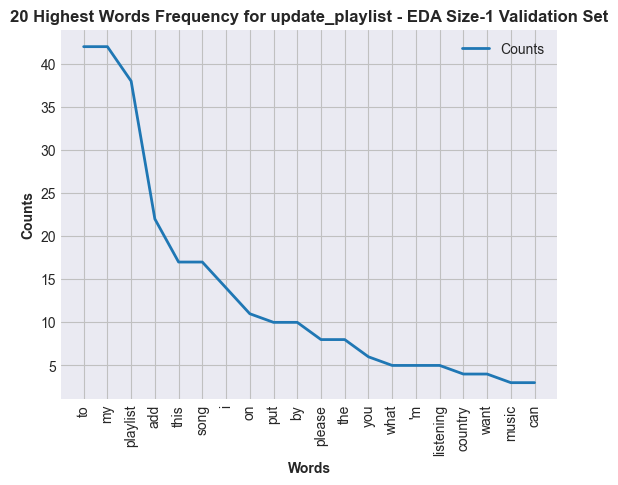 20 Highest Words Frequency for update_playlist - EDA Size-1 Validation Set
Counts
40
35
30
25
20
15
10
5
Counts
to
my
playlist
add
this
song
i
on
put
by
please
the
you
what
'm
listening
country
want
music
can
Words